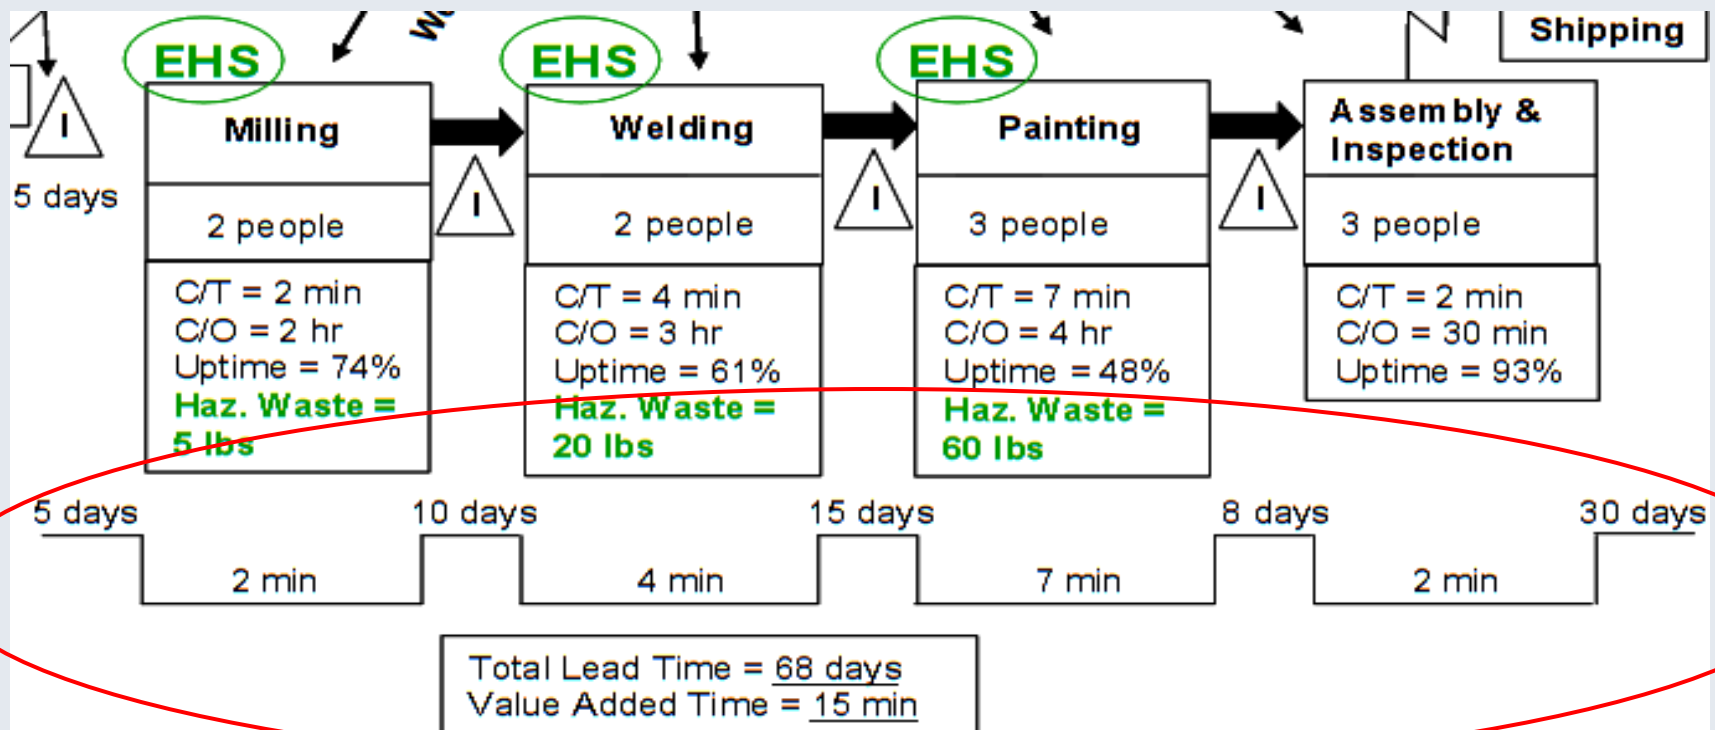 Shipping
EHS
EHS
EHS
I
Milling
Welding
Painting
Assembly &
Inspection
5 days
I
I
I
2 people
2 people
3 people
3 people
C/T = 2 min
C/O = 2 hr
Uptime = 74%
Haz. Waste =
5 lbs
C/T = 4 min
C/O = 3 hr
Uptime = 61%
Haz. Waste =
20 lbs
C/T = 7 min
C/O = 4 hr
Uptime = 48%
Haz. Waste =
60 lbs
C/T = 2 min
C/O = 30 min
Uptime = 93%
5 days
10 days
15 days
8 days
30 days
2 min
4 min
7 min
2 min
Total Lead Time = 68 days
Value Added Time = 15 min